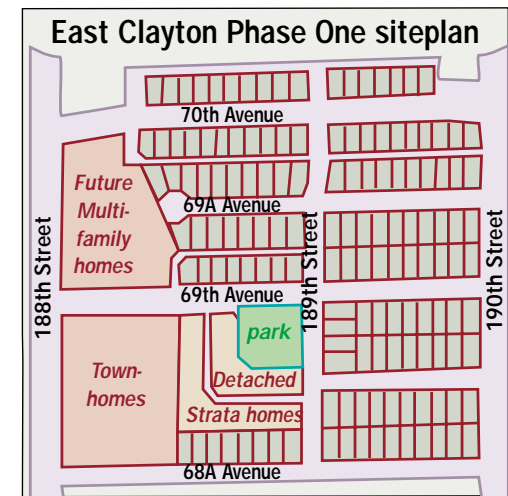 East Clayton Phase One siteplan
70th Avenue
Future
Multi-
family
homes
69A Avenue
188th Street
189th Street
190th Street
69th Avenue
park
Town-
homes
Detached
Strata homes
68A Avenue